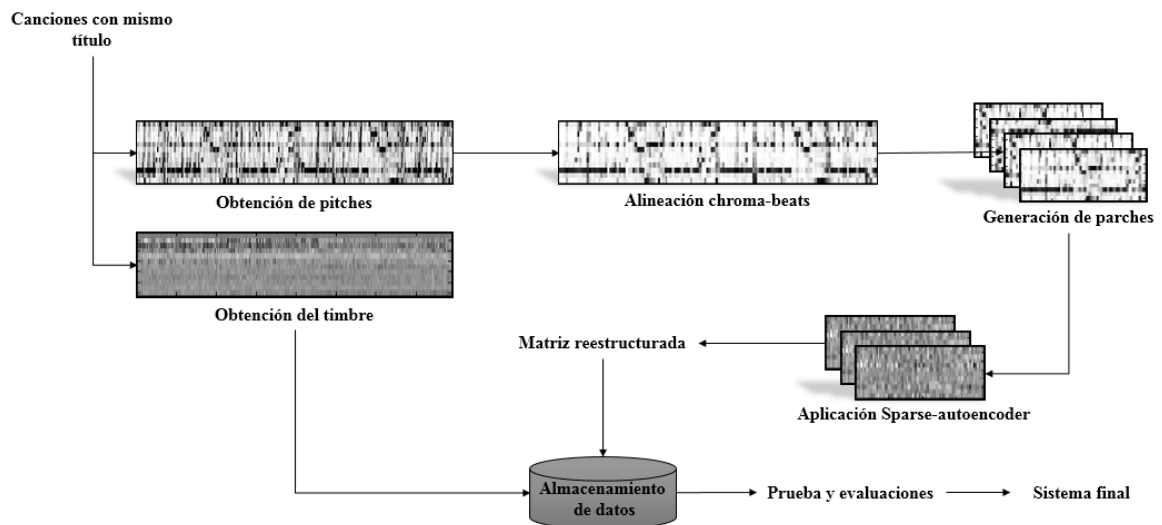 Canciones con mismo
título
Obtención de pitches
Alineación chroma-beats
Generación de parches
Obtención del timbre
Matriz reestructurada
Aplicación Sparse-autoencoder
Almacenamiento
de datos
Prueba y evaluaciones
Sistema final